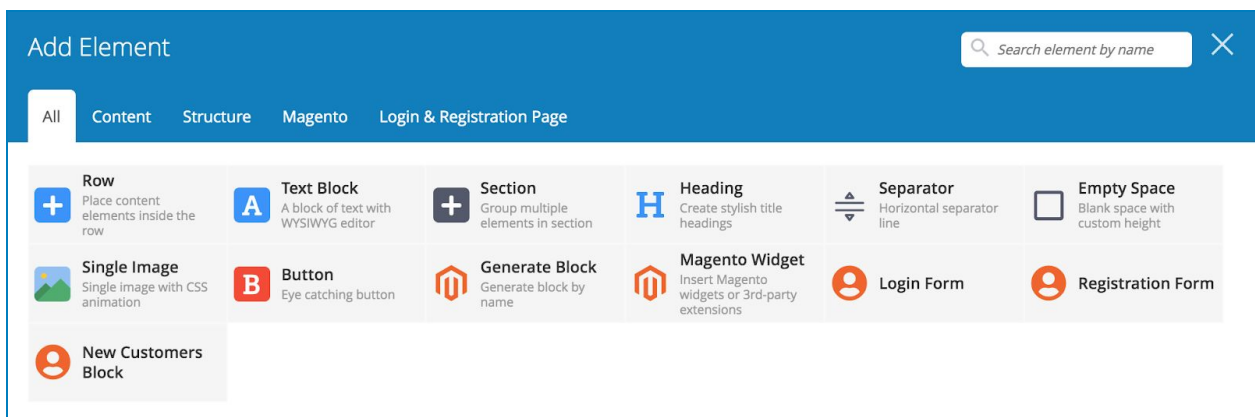 Add Element
Search element by name
All Content Structure Magento Login & Registration Page
Row
Place content
elements inside the
row
Text Block
A block of text with
WYSIWYG editor
Section
Group multiple
elements in section
Heading
Create stylish title
headings
Separator
Horizontal separator
line
Empty Space
Blank space with
custom height
Single Image
Single image with CSS
animation
Button
Eye catching button
Generate Block
Generate block by
name
Magento Widget
Insert Magento
widgets or 3rd-party
extensions
Login Form
Registration Form
New Customers
Block